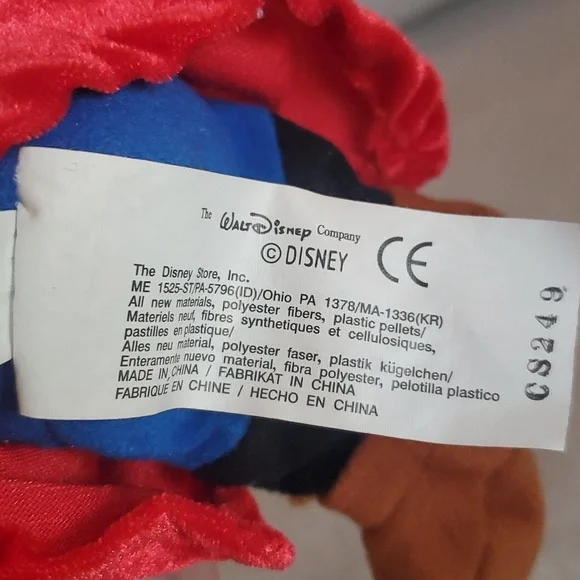 The WALT DISNEP Company
© DISNEY CE
The Disney Store, Inc.
ME 1525-ST/PA-5796(ID)/Ohio PA 1378/MA-1336(KR)
All new materials, polyester fibers, plastic pellets/
Materiels neuf, fibres synthetiques et cellulosiques,
pastilles en plastique/
Alles neu material, polyester faser, plastik kügelchen/
Enteramente nuevo material, fibra polyester, pelotilla plastico
MADE IN CHINA / FABRIKAT IN CHINA
FABRIQUE EN CHINE / HECHO EN CHINA
CS249